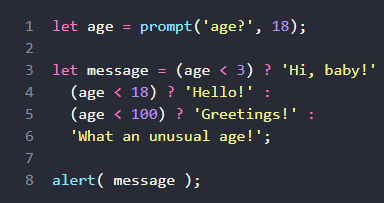 1 let age = prompt('age?', 18);
2
3 let message = (age < 3) ? 'Hi, baby!'
4   (age < 18) ? 'Hello!' :
5   (age < 100) ? 'Greetings!' :
6   'What an unusual age!';
7
8 alert( message );